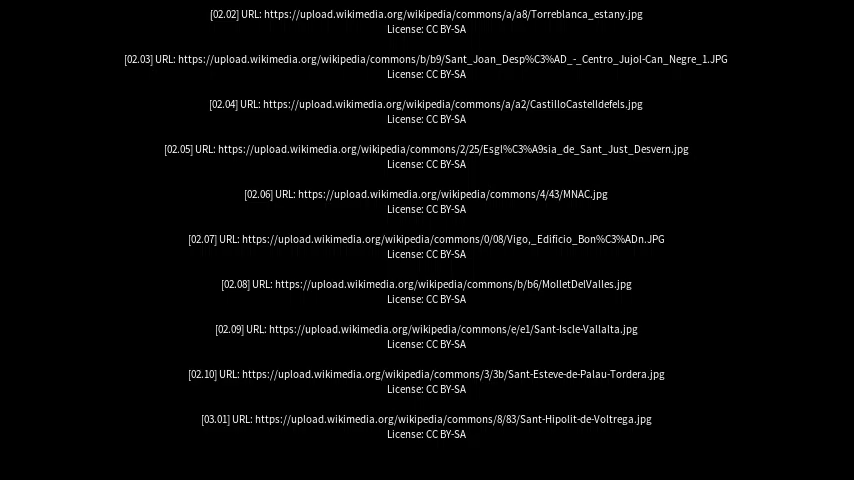 [02.02] URL: https://upload.wikimedia.org/wikipedia/commons/a/a8/Torreblanca_estany.jpg
License: CC BY-SA
[02.03] URL: https://upload.wikimedia.org/wikipedia/commons/b/b9/Sant_Joan_Desp%C3%AD_-_Centro_Jujol-Can_Negre_1.JPG
License: CC BY-SA
[02.04] URL: https://upload.wikimedia.org/wikipedia/commons/a/a2/CastilloCastelldefels.jpg
License: CC BY-SA
[02.05] URL: https://upload.wikimedia.org/wikipedia/commons/2/25/Esgl%C3%A9sia_de_Sant_Just_Desvern.jpg
License: CC BY-SA
[02.06] URL: https://upload.wikimedia.org/wikipedia/commons/4/43/MNAC.jpg
License: CC BY-SA
[02.07] URL: https://upload.wikimedia.org/wikipedia/commons/0/08/Vigo,_Edificio_Bon%C3%ADn.JPG
License: CC BY-SA
[02.08] URL: https://upload.wikimedia.org/wikipedia/commons/b/b6/MolletDelValles.jpg
License: CC BY-SA
[02.09] URL: https://upload.wikimedia.org/wikipedia/commons/e/e1/Sant-Iscle-Vallalta.jpg
License: CC BY-SA
[02.10] URL: https://upload.wikimedia.org/wikipedia/commons/3/3b/Sant-Esteve-de-Palau-Tordera.jpg
License: CC BY-SA
[03.01] URL: https://upload.wikimedia.org/wikipedia/commons/8/83/Sant-Hipolit-de-Voltrega.jpg
License: CC BY-SA